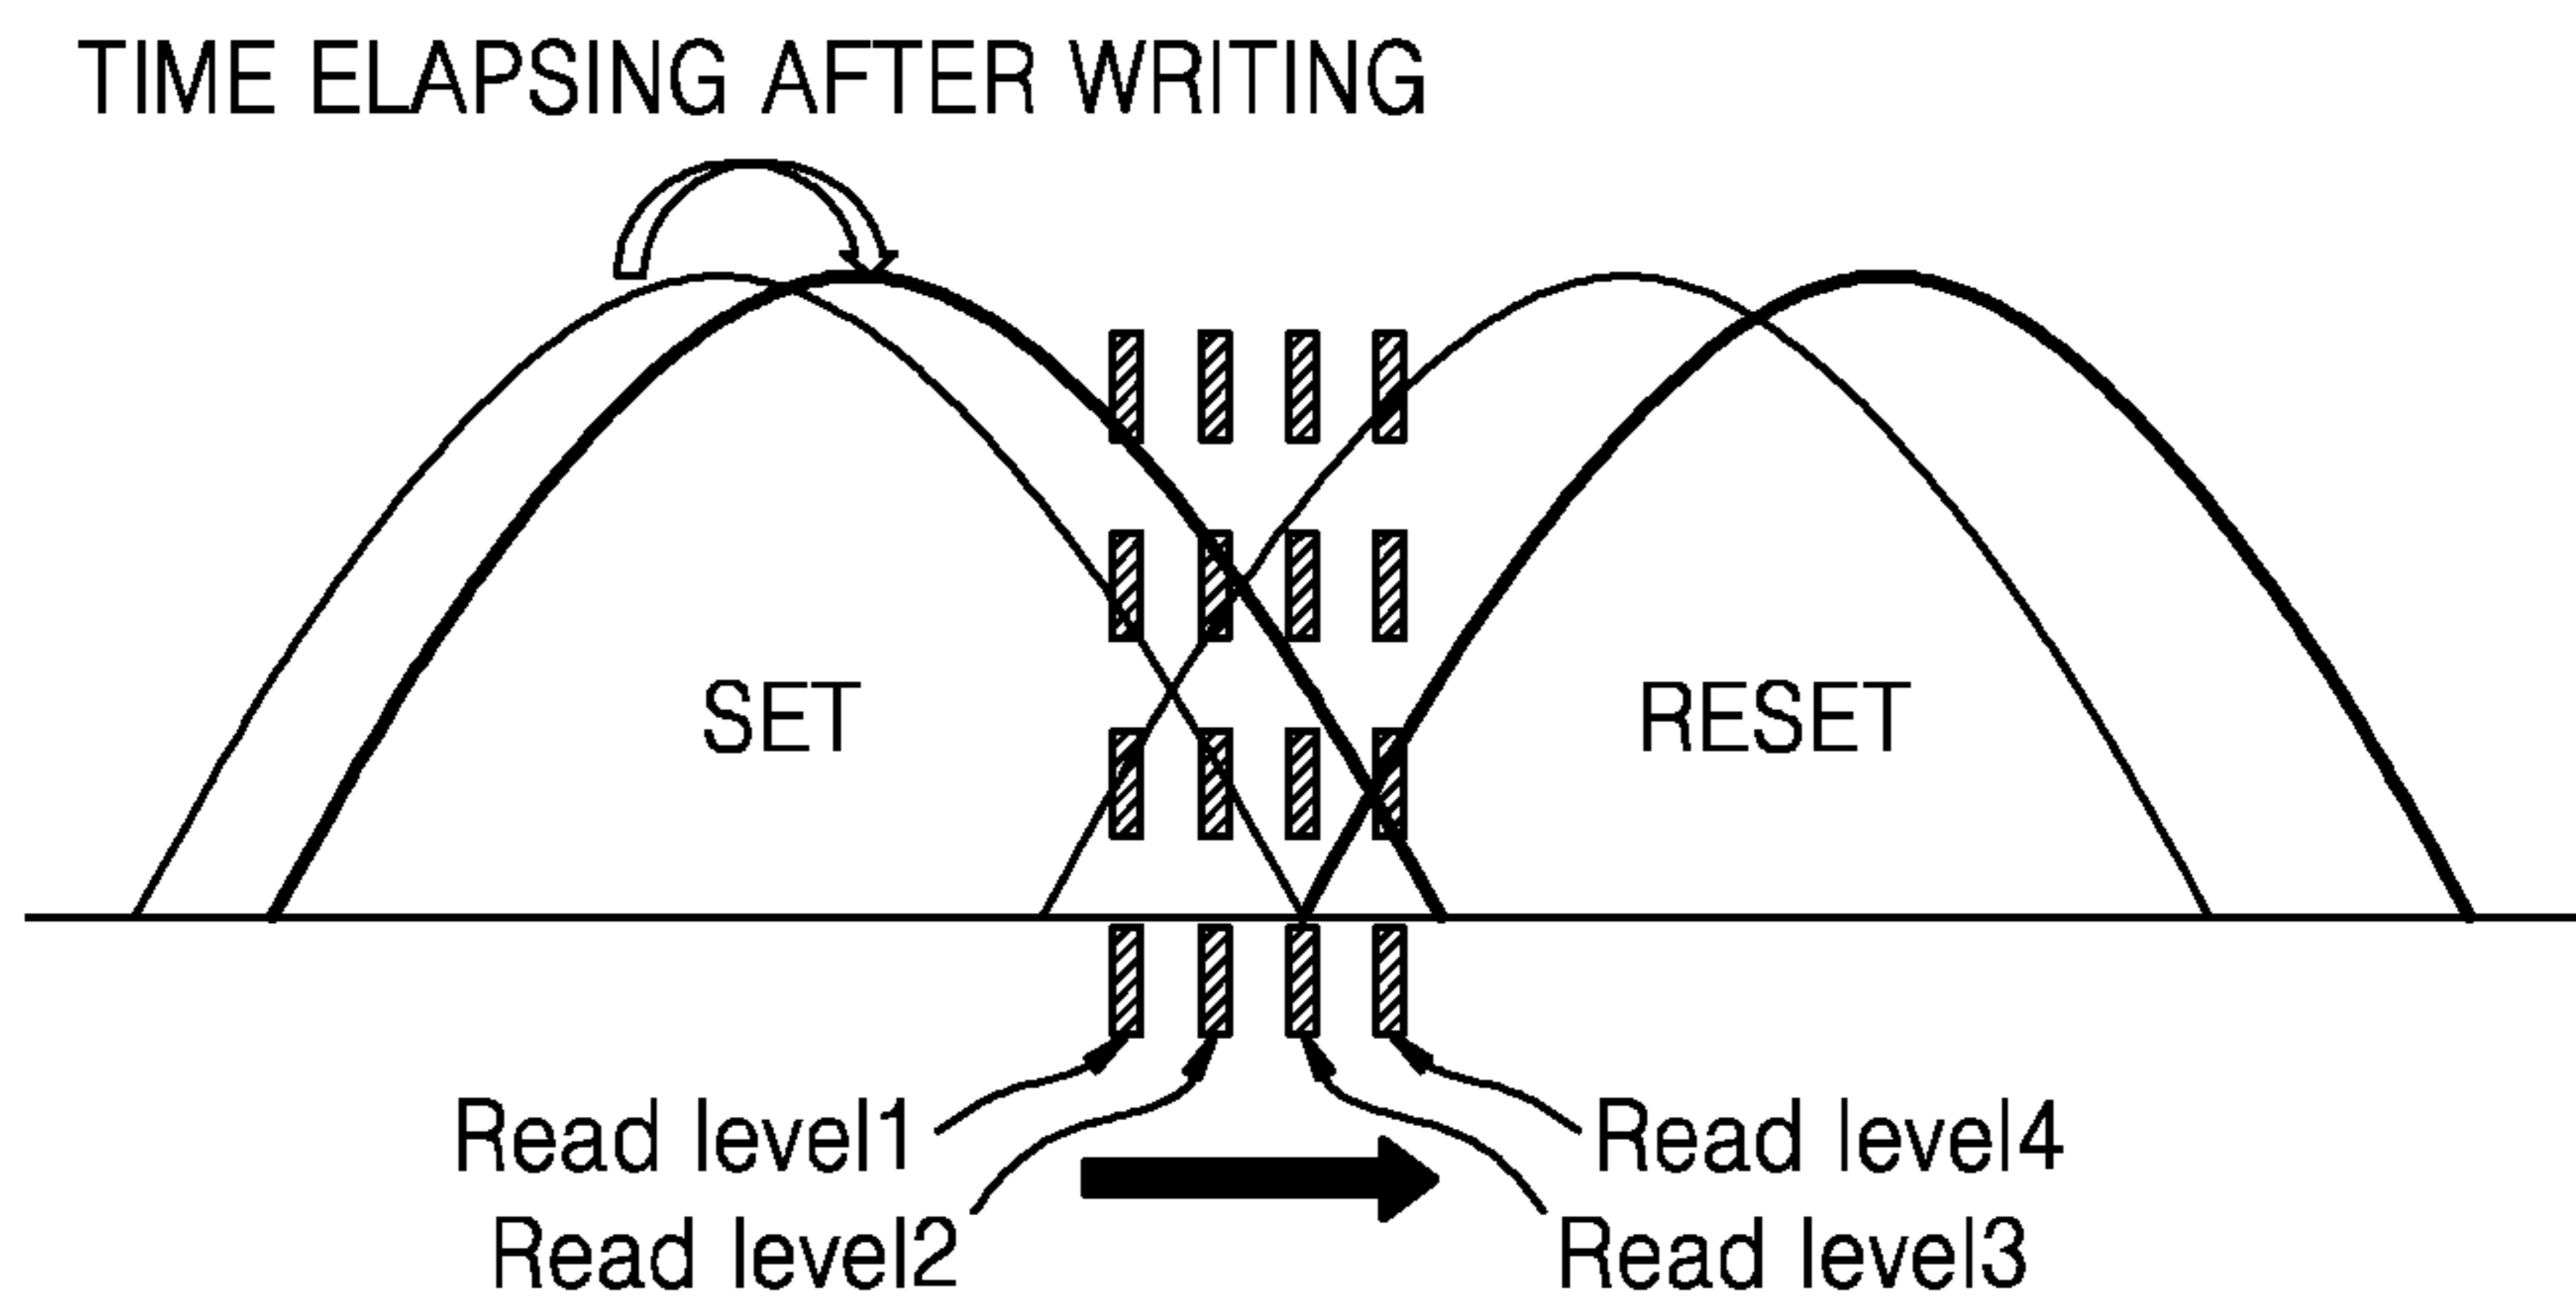 TIME ELAPSING AFTER WRITING
SET
RESET
Read level1
Read level4
Read level2
Read level3